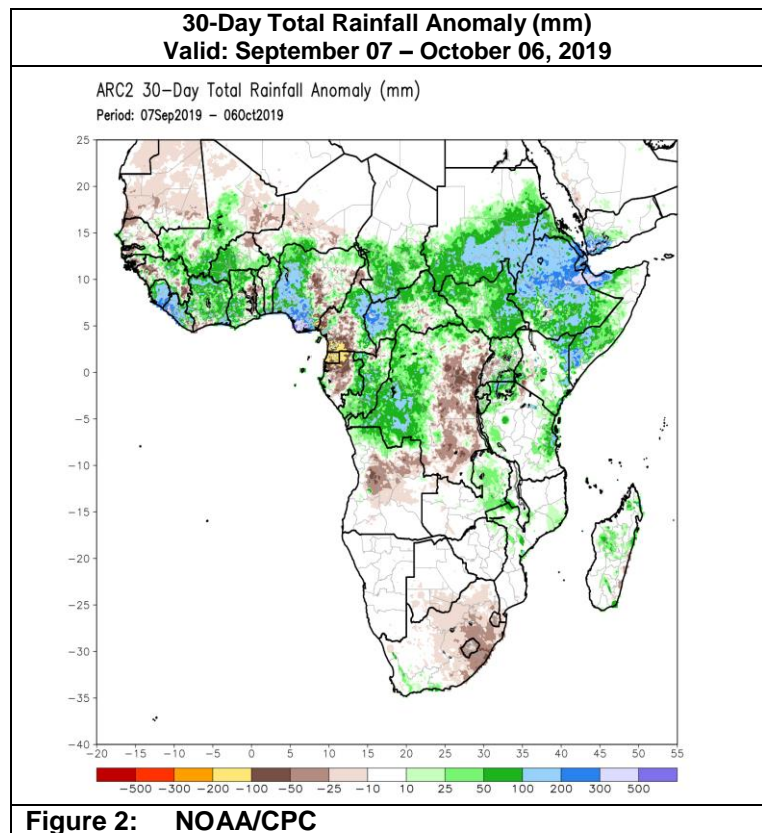 30-Day Total Rainfall Anomaly (mm)
Valid: September 07 – October 06, 2019
ARC2 30-Day Total Rainfall Anomaly (mm)
Period: 07Sep2019 – 06Oct2019
25
20
15
10
5
0
-5
-10
-15
-20
-25
-30
-35
-40
-20 -15 -10 -5 0 5 10 15 20 25 30 35 40 45 50 55
-500 -300 -200 -100 -50 -25 -10 10 25 50 100 200 300 500
Figure 2: NOAA/CPC